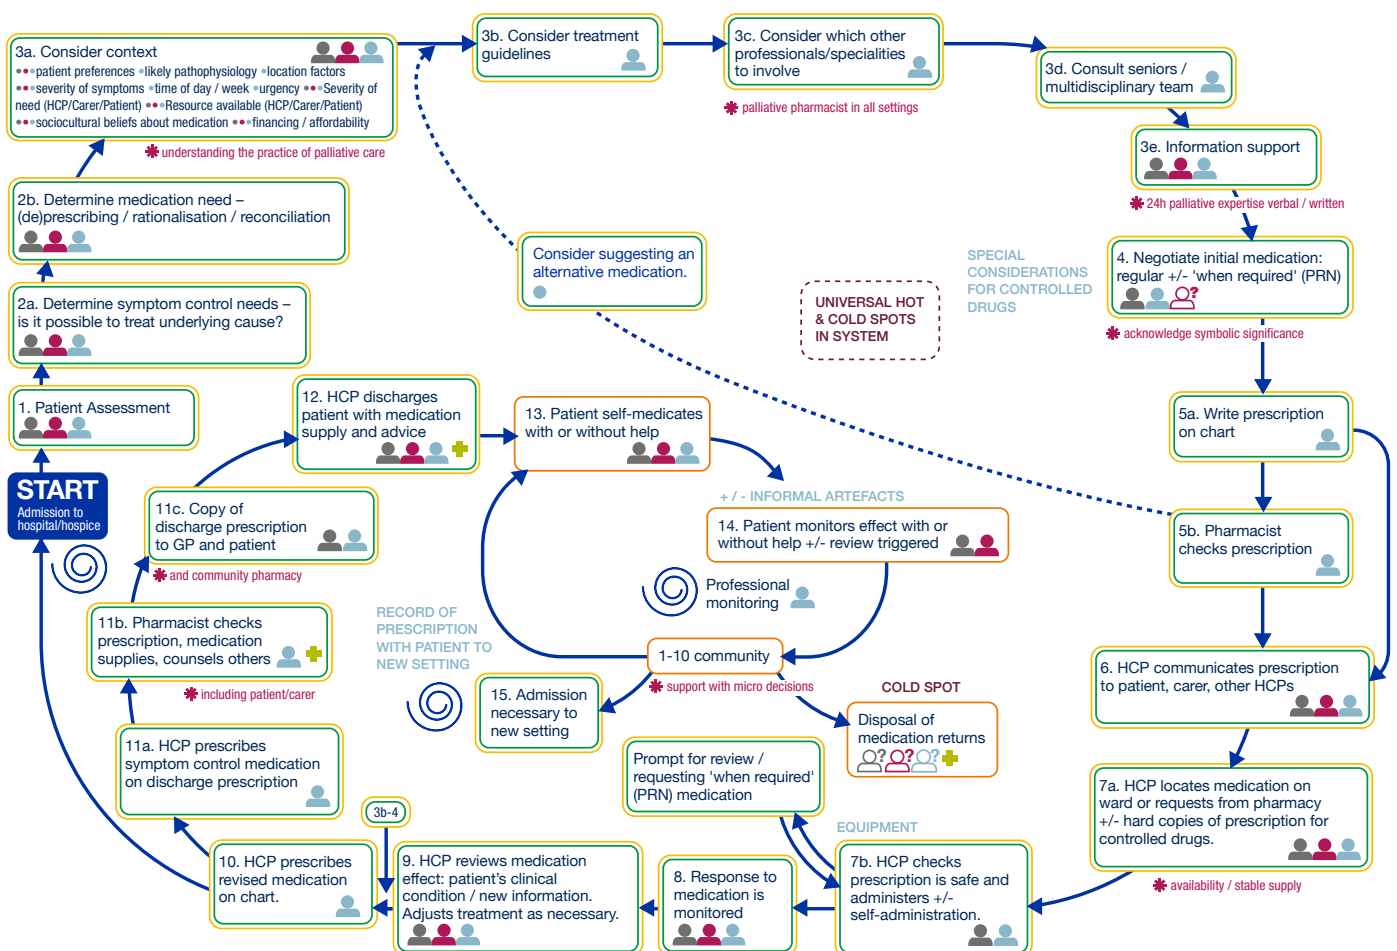 3a. Consider context
patient preferences •likely pathophysiology •location factors
severity of symptoms •time of day / week •urgency •••Severity of
need (HCP/Carer/Patient) •••Resource available (HCP/Carer/Patient)
sociocultural beliefs about medication •••financing / affordability
✱ understanding the practice of palliative care
3b. Consider treatment
guidelines
3c. Consider which other
professionals/specialities
to involve
✱ palliative pharmacist in all settings
3d. Consult seniors /
multidisciplinary team
3e. Information support
✱ 24h palliative expertise verbal / written
2b. Determine medication need –
(de)prescribing / rationalisation / reconciliation
2a. Determine symptom control needs –
is it possible to treat underlying cause?
1. Patient Assessment
START
Admission to
hospital/hospice
Consider suggesting an
alternative medication.
UNIVERSAL HOT
& COLD SPOTS
IN SYSTEM
SPECIAL
CONSIDERATIONS
FOR CONTROLLED
DRUGS
4. Negotiate initial medication:
regular +/- 'when required' (PRN)
?
✱ acknowledge symbolic significance
5a. Write prescription
on chart
5b. Pharmacist
checks prescription
6. HCP communicates prescription
to patient, carer, other HCPs
7a. HCP locates medication on
ward or requests from pharmacy
+/- hard copies of prescription for
controlled drugs.
✱ availability / stable supply
12. HCP discharges
patient with medication
supply and advice
13. Patient self-medicates
with or without help
+ / - INFORMAL ARTEFACTS
14. Patient monitors effect with or
without help +/- review triggered
Professional
monitoring
11c. Copy of
discharge prescription
to GP and patient
✱ and community pharmacy
11b. Pharmacist checks
prescription, medication
supplies, counsels others
✱ including patient/carer
RECORD OF
PRESCRIPTION
WITH PATIENT TO
NEW SETTING
1-10 community
✱ support with micro decisions
15. Admission
necessary to
new setting
COLD SPOT
Disposal of
medication returns
? ? ?
11a. HCP prescribes
symptom control medication
on discharge prescription
Prompt for review /
requesting 'when required'
(PRN) medication
3b-4
EQUIPMENT
10. HCP prescribes
revised medication
on chart.
9. HCP reviews medication
effect: patient's clinical
condition / new information.
Adjusts treatment as necessary.
8. Response to
medication is
monitored
7b. HCP checks
prescription is safe and
administers +/-
self-administration.